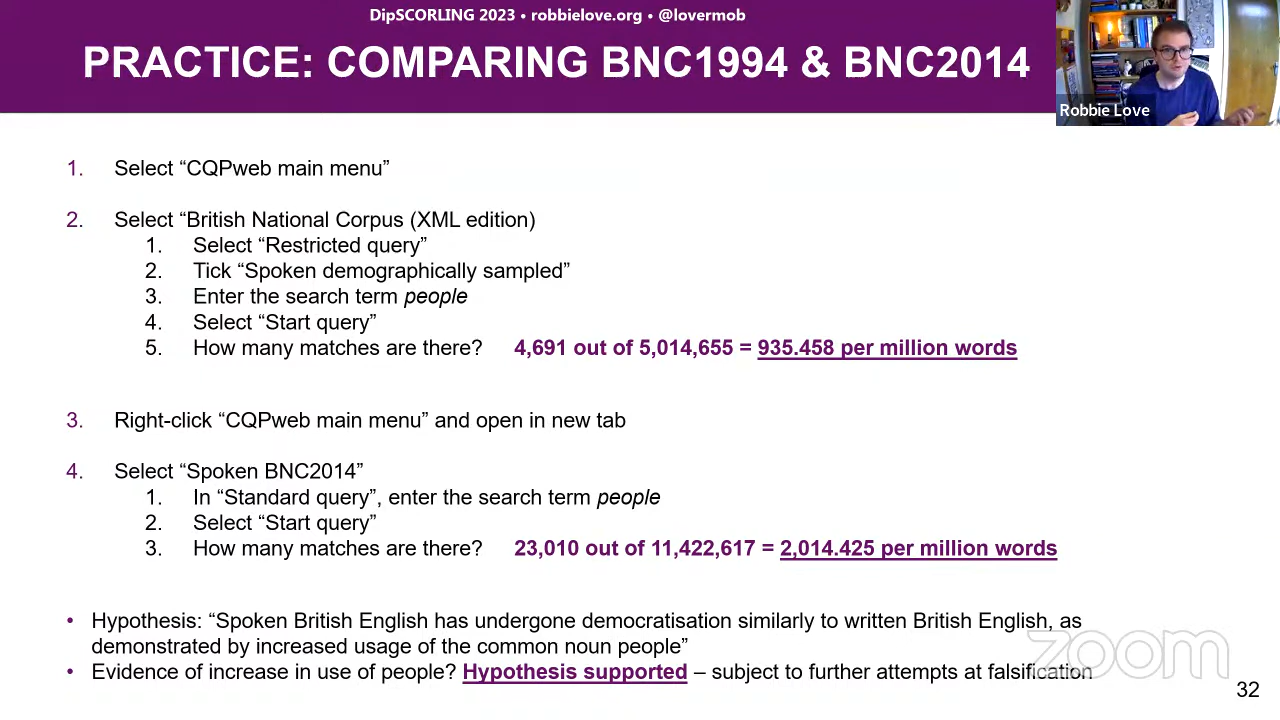 DipSCORLING 2023 • robbielove.org • @lovermob
PRACTICE: COMPARING BNC1994 & BNC2014
Robbie Love
1. Select “CQPweb main menu”
2. Select “British National Corpus (XML edition)
1. Select “Restricted query”
2. Tick “Spoken demographically sampled”
3. Enter the search term people
4. Select “Start query”
5. How many matches are there? 4,691 out of 5,014,655 = 935.458 per million words
3. Right-click “CQPweb main menu” and open in new tab
4. Select “Spoken BNC2014”
1. In “Standard query”, enter the search term people
2. Select “Start query”
3. How many matches are there? 23,010 out of 11,422,617 = 2,014.425 per million words
• Hypothesis: “Spoken British English has undergone democratisation similarly to written British English, as
demonstrated by increased usage of the common noun people”
• Evidence of increase in use of people? Hypothesis supported – subject to further attempts at falsification
zoom
32